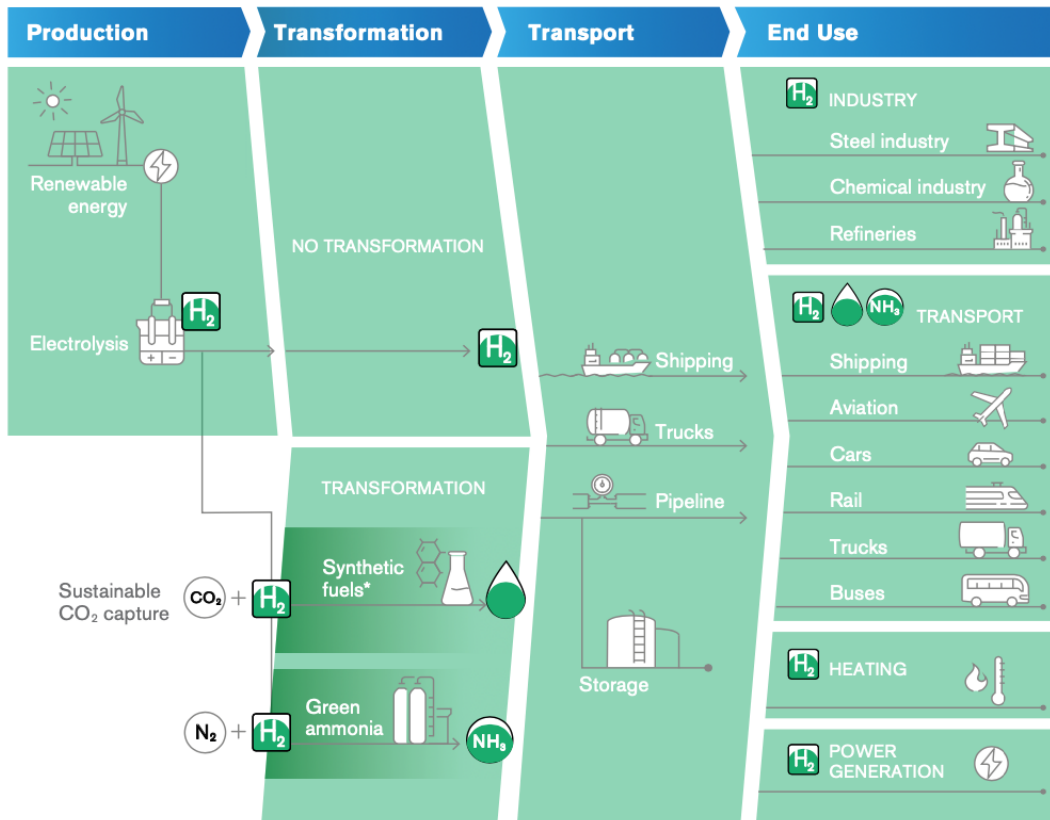 Production
Transformation
Transport
End Use
Renewable
energy
Electrolysis
H₂
NO TRANSFORMATION
H₂
TRANSFORMATION
Sustainable
CO₂ capture
CO₂ + H₂
Synthetic
fuels*
N₂ + H₂
Green
ammonia
NH₃
Shipping
Trucks
Pipeline
Storage
H₂ INDUSTRY
Steel industry
Chemical industry
Refineries
H₂ NH₃ TRANSPORT
Shipping
Aviation
Cars
Rail
Trucks
Buses
H₂ HEATING
H₂ POWER
GENERATION